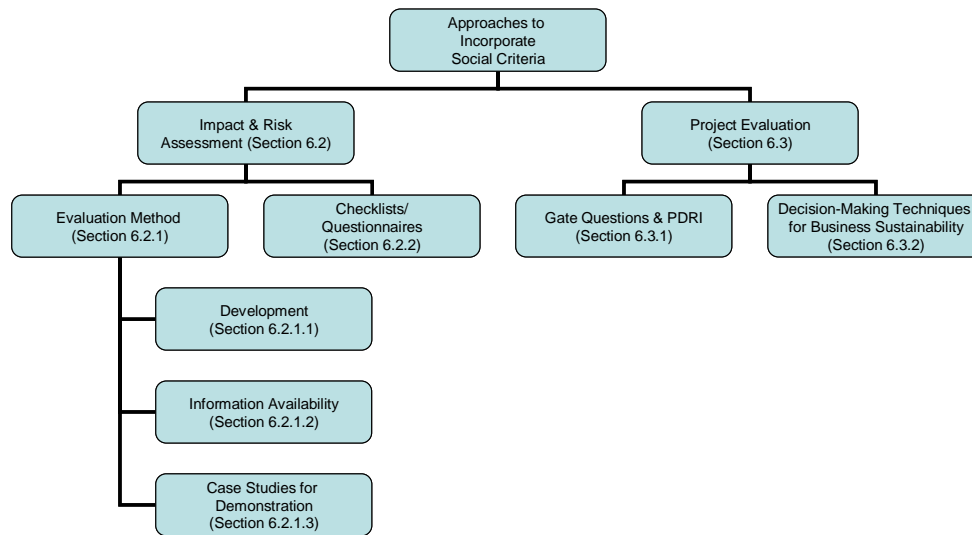 Approaches to
Incorporate
Social Criteria
Impact & Risk
Assessment (Section 6.2)
Project Evaluation
(Section 6.3)
Evaluation Method
(Section 6.2.1)
Checklists/
Questionnaires
(Section 6.2.2)
Gate Questions & PDRI
(Section 6.3.1)
Decision-Making Techniques
for Business Sustainability
(Section 6.3.2)
Development
(Section 6.2.1.1)
Information Availability
(Section 6.2.1.2)
Case Studies for
Demonstration
(Section 6.2.1.3)